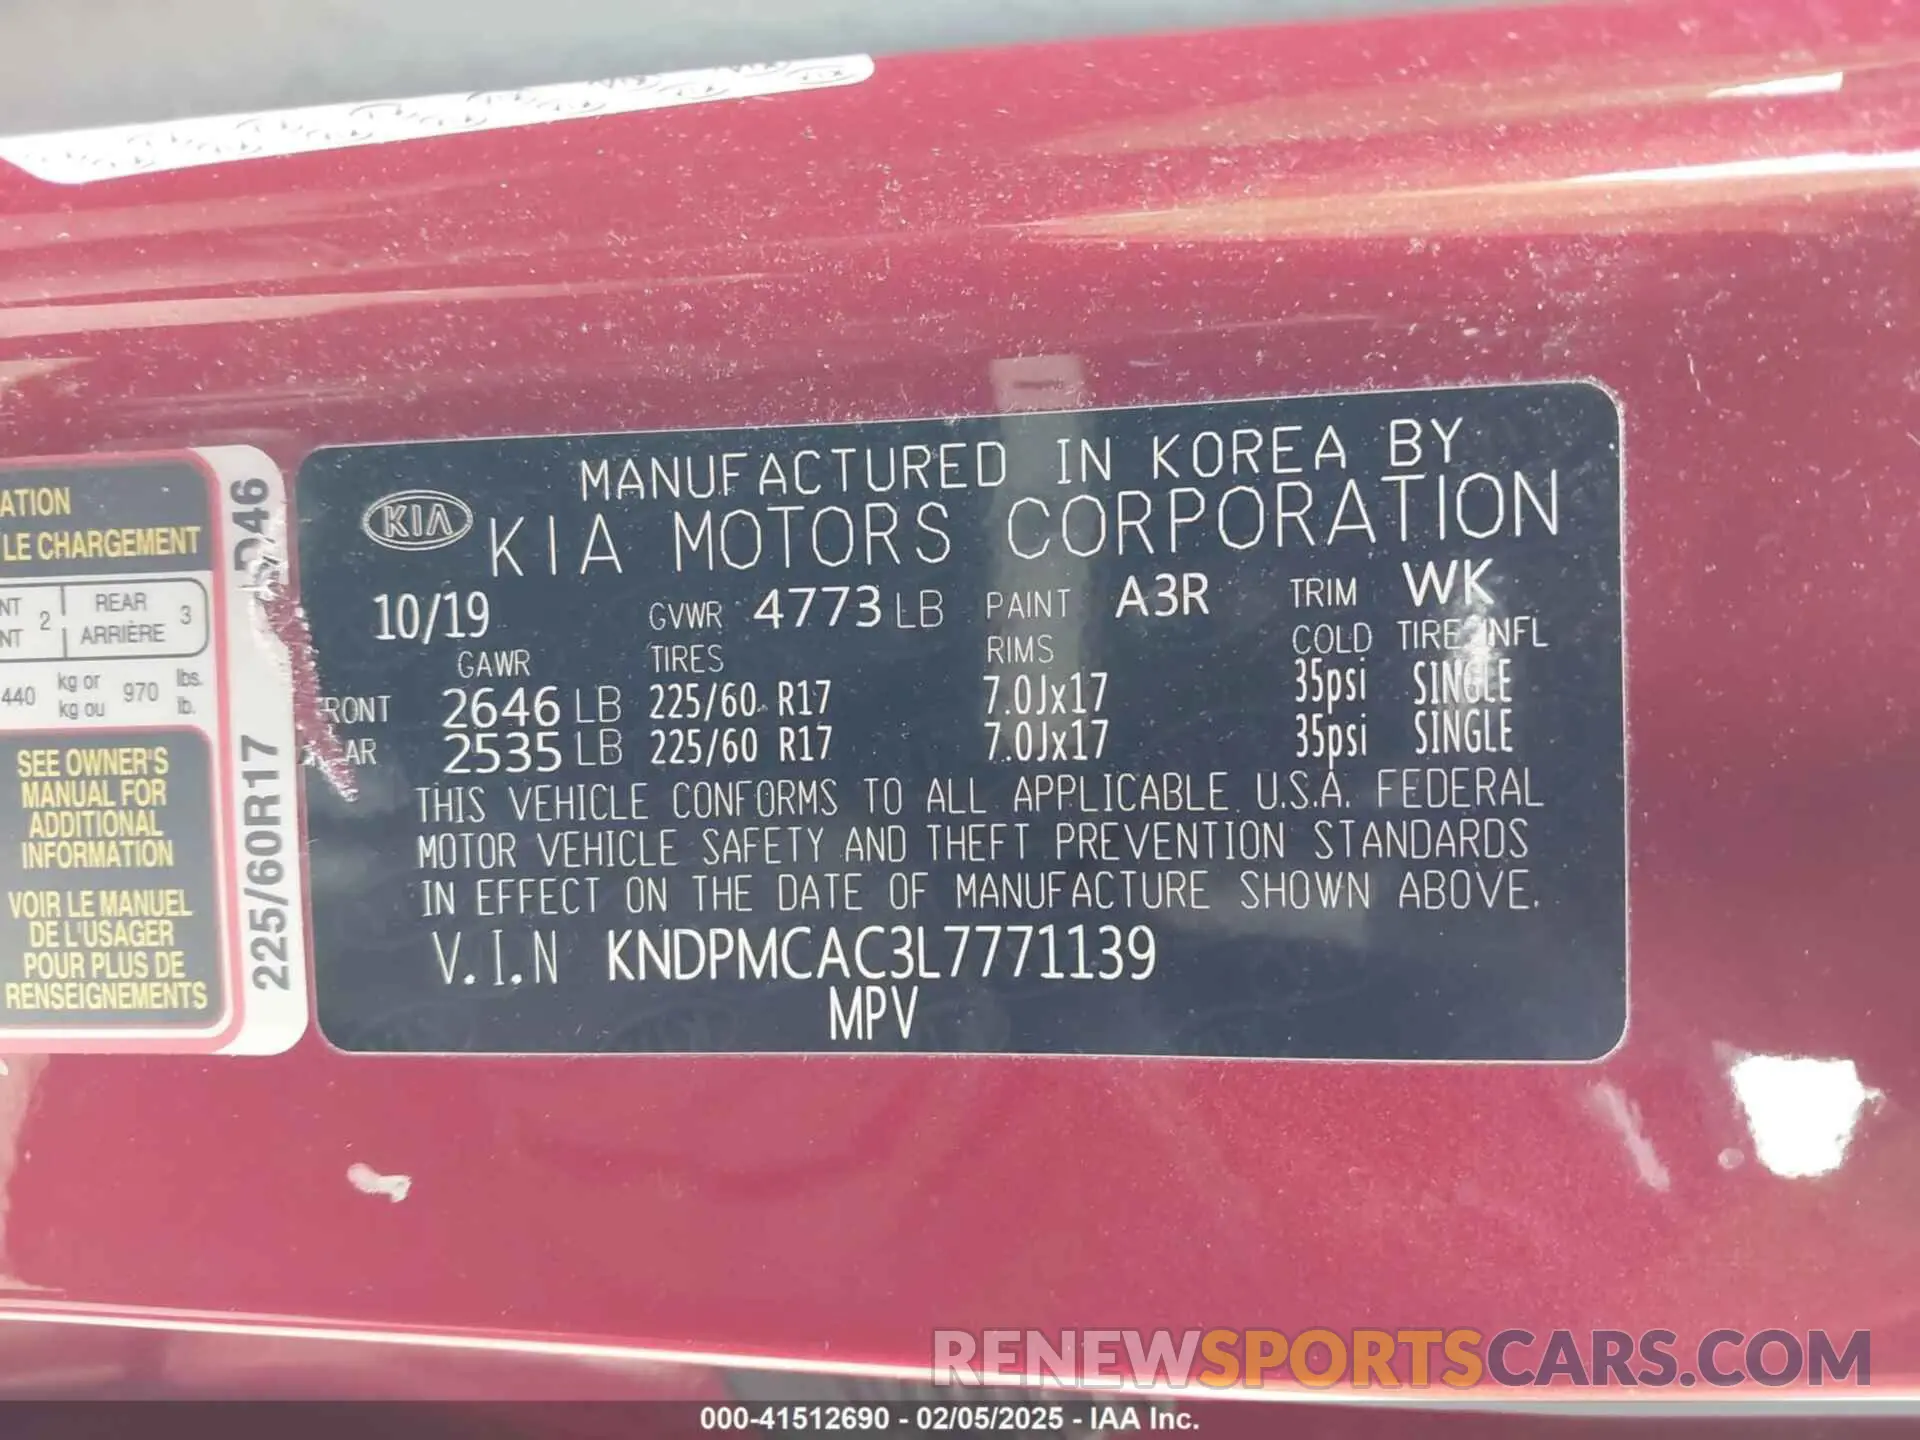 MANUFACTURED IN KOREA BY
KIA KIA MOTORS CORPORATION
10/19 GVWR 4773 LB PAINT A3R TRIM WK
GAWR TIRES RIMS COLD TIRE INFL
FRONT 2646 LB 225/60 R17 7.0Jx17 35psi SINGLE
REAR 2535 LB 225/60 R17 7.0Jx17 35psi SINGLE
THIS VEHICLE CONFORMS TO ALL APPLICABLE U.S.A. FEDERAL
MOTOR VEHICLE SAFETY AND THEFT PREVENTION STANDARDS
IN EFFECT ON THE DATE OF MANUFACTURE SHOWN ABOVE.
V.I.N KNDPMCAC3L7771139
MPV
ATION
LE CHARGEMENT
NT 2 REAR 3
NT ARRIÈRE
440 kg or 970 lbs.
kg ou lb.
SEE OWNER'S
MANUAL FOR
ADDITIONAL
INFORMATION
VOIR LE MANUEL
DE L'USAGER
POUR PLUS DE
RENSEIGNEMENTS
225/60R17
RENEWSPORTSCARS.COM
000-41512690 - 02/05/2025 - IAA Inc.